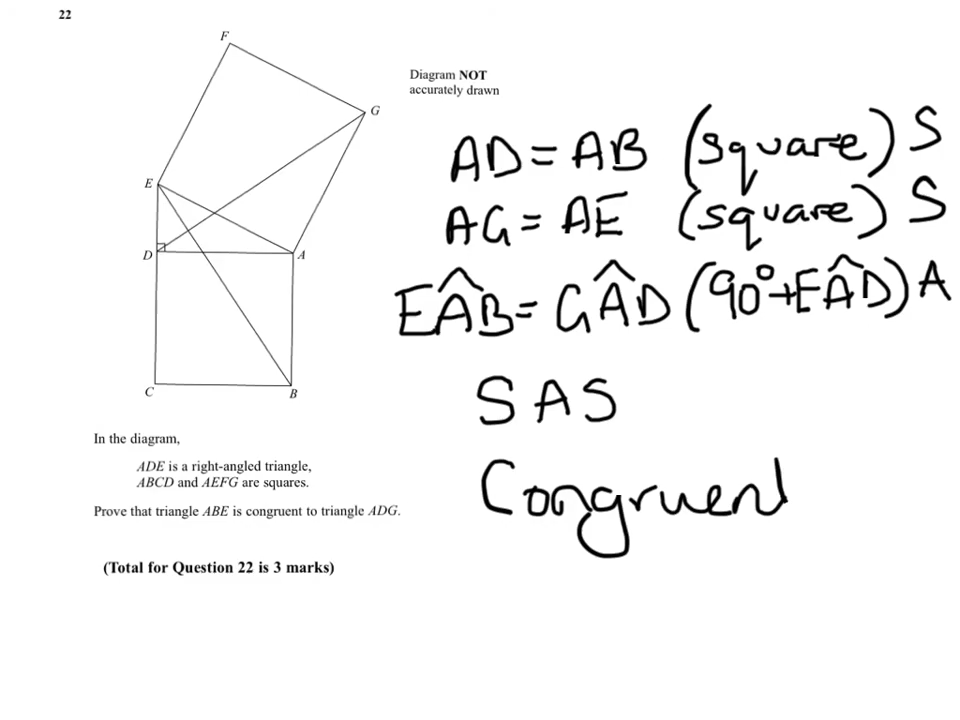 22
F
Diagram NOT
accurately drawn
G
AD = AB (square) S
E
AG = AE (square) S
D
A
EÂB = GÂD (90°+EÂD) A
SAS
C
B
In the diagram,
ADE is a right-angled triangle,
ABCD and AEFG are squares.
Congruent
Prove that triangle ABE is congruent to triangle ADG.
(Total for Question 22 is 3 marks)